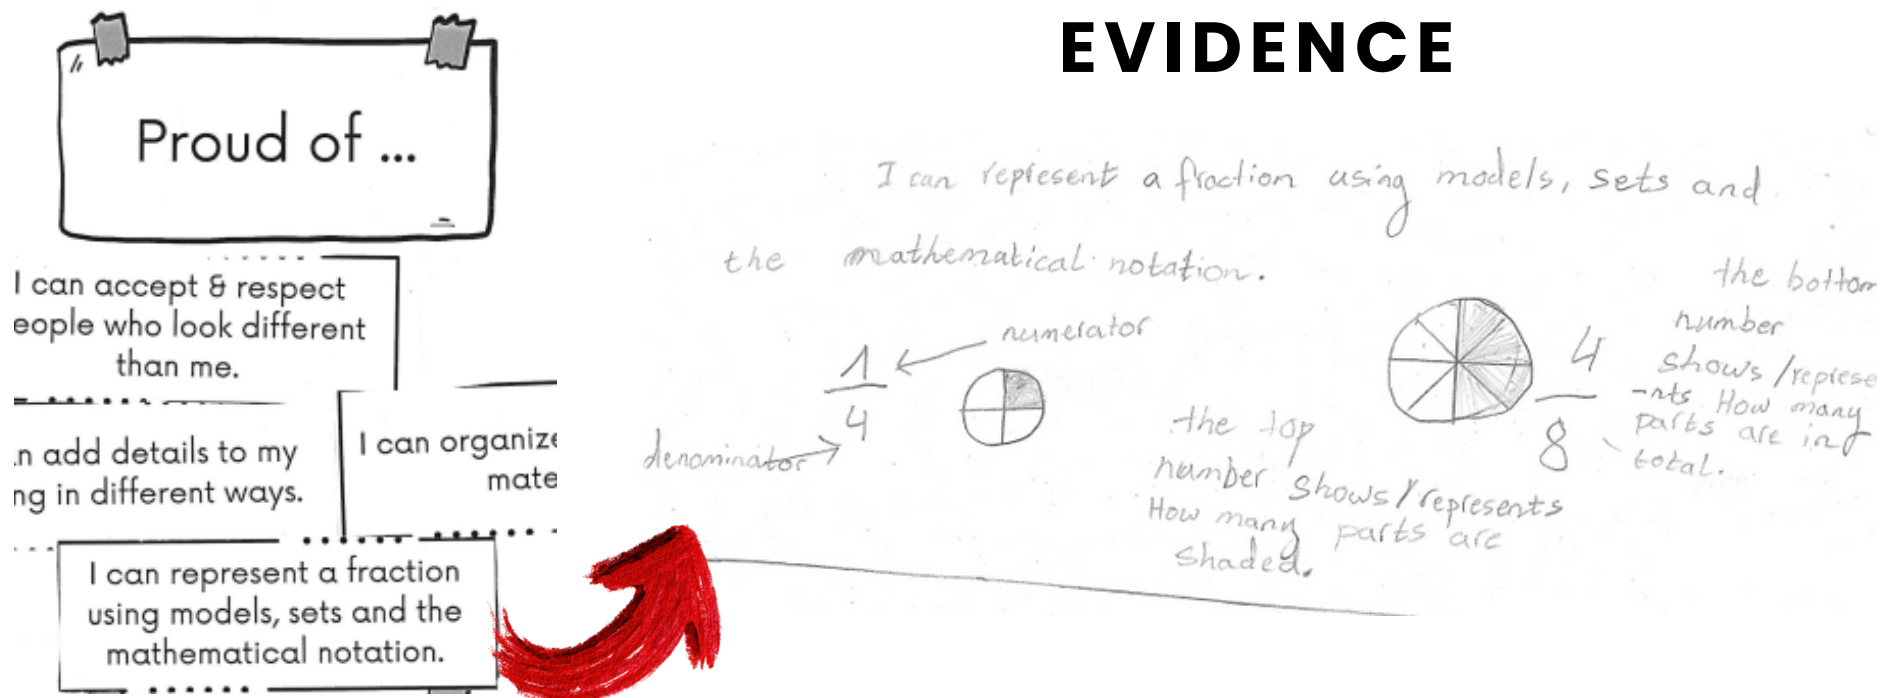 Proud of ...
I can accept & respect
eople who look different
than me.
n add details to my
ng in different ways.
I can organize
mate
I can represent a fraction
using models, sets and the
mathematical notation.
EVIDENCE
I can represent a fraction using models, sets and
the mathematical notation.
numerator
1
4
denominator
the top
number shows/represents
How many parts are
shaded.
4
8
the bottom
number
shows/represe
-nts How many
parts are in
total.